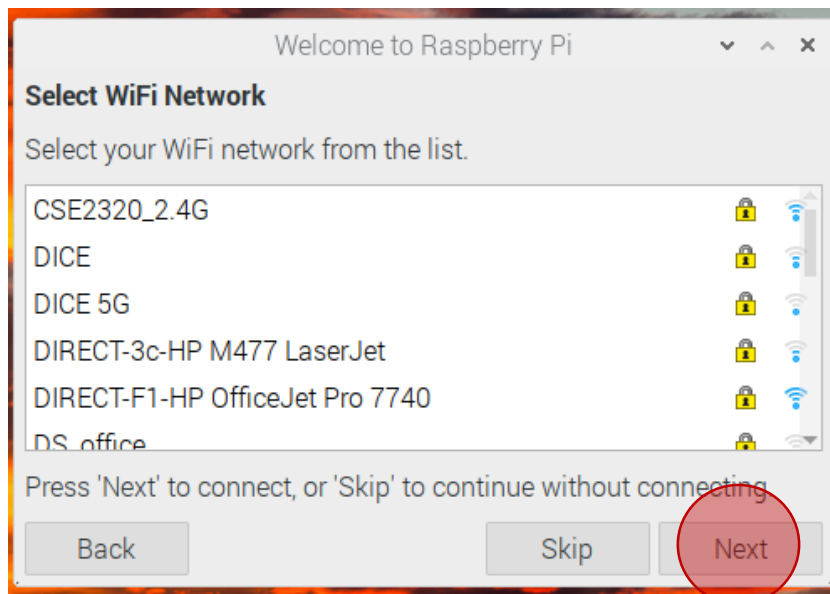 Welcome to Raspberry Pi
Select WiFi Network
Select your WiFi network from the list.
CSE2320_2.4G
DICE
DICE 5G
DIRECT-3c-HP M477 LaserJet
DIRECT-F1-HP OfficeJet Pro 7740
DS_office
Press 'Next' to connect, or 'Skip' to continue without connecting.
Back Skip Next